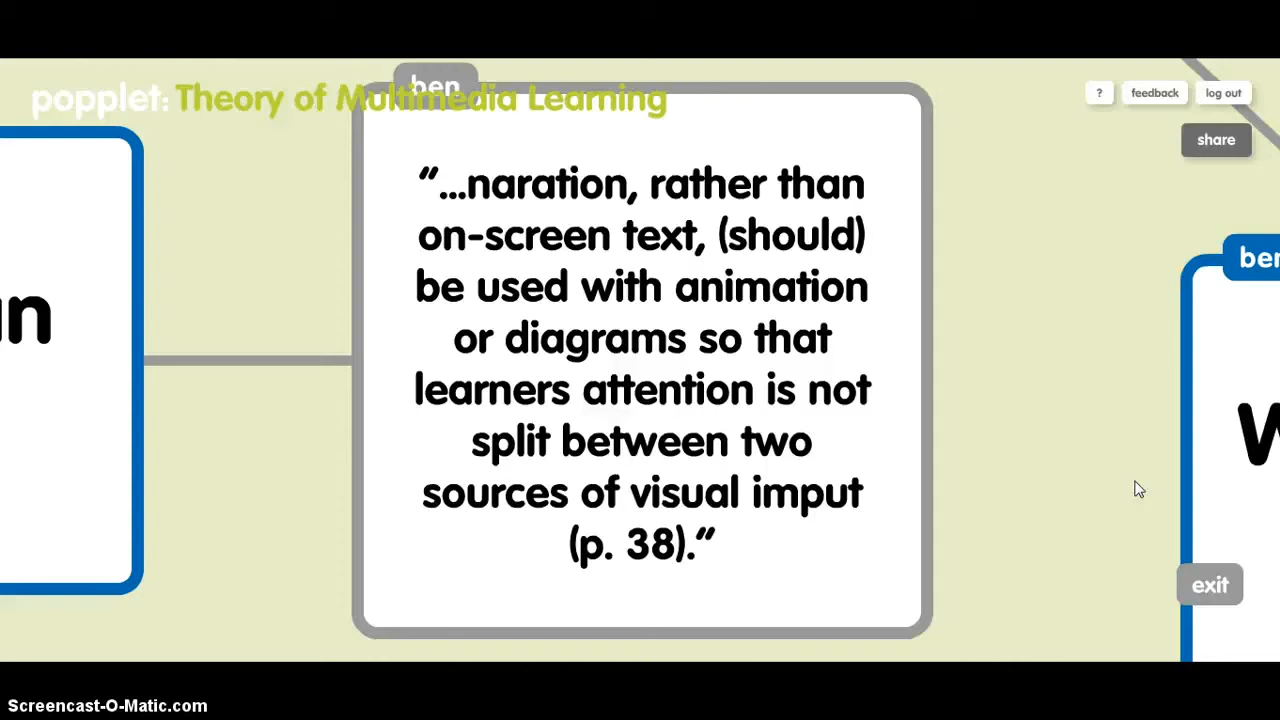 ben
popplet: Theory of Multimedia Learning
? feedback log out
share
"...naration, rather than
on-screen text, (should)
be used with animation
or diagrams so that
learners attention is not
split between two
sources of visual imput
(p. 38)."
ben
exit
Screencast-O-Matic.com